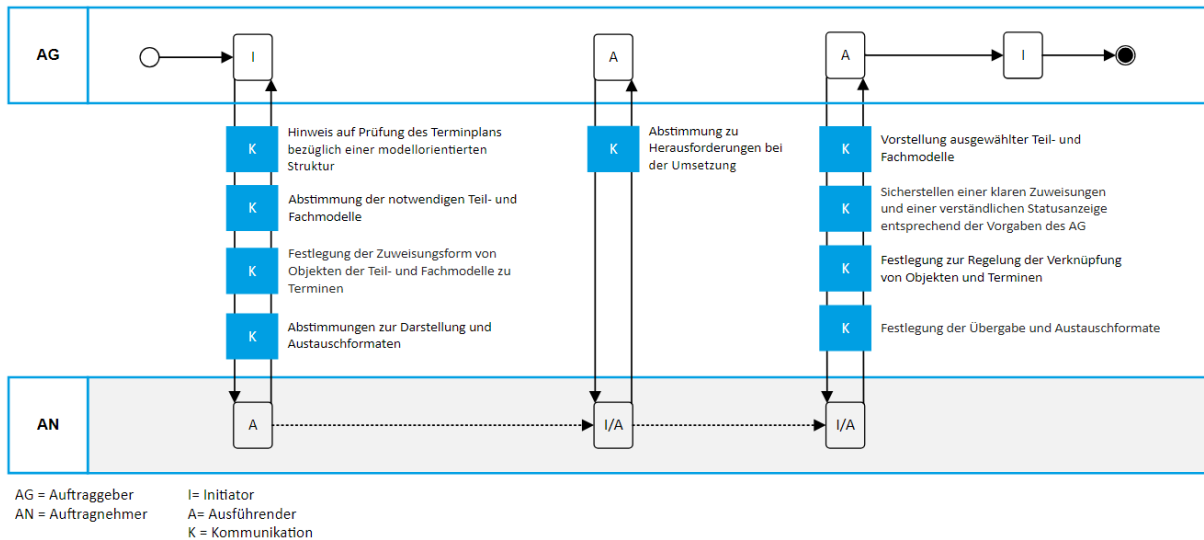 AG
I
A
A
I
K
Hinweis auf Prüfung des Terminplans
bezüglich einer modellorientierten
Struktur
K
Abstimmung der notwendigen Teil- und
Fachmodelle
K
Festlegung der Zuweisungsform von
Objekten der Teil- und Fachmodelle zu
Terminen
K
Abstimmungen zur Darstellung und
Austauschformaten
K
Abstimmung zu
Herausforderungen bei
der Umsetzung
K
Vorstellung ausgewählter Teil- und
Fachmodelle
K
Sicherstellen einer klaren Zuweisungen
und einer verständlichen Statusanzeige
entsprechend der Vorgaben des AG
K
Festlegung zur Regelung der Verknüpfung
von Objekten und Terminen
K
Festlegung der Übergabe und Austauschformate
AN
A
I/A
I/A
AG = Auftraggeber
AN = Auftragnehmer
I= Initiator
A= Ausführender
K = Kommunikation